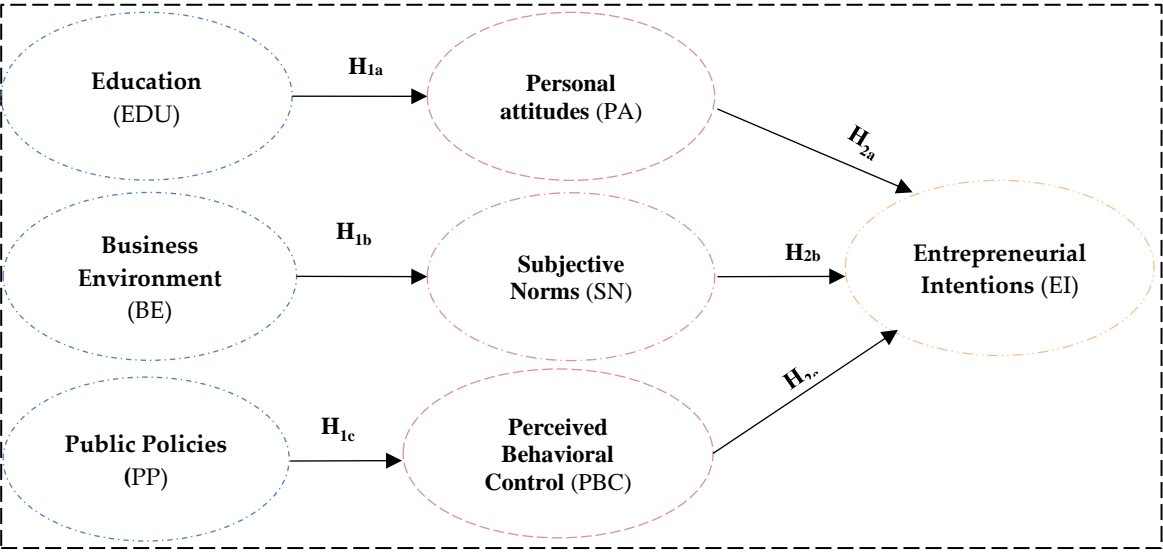 Education
(EDU)
H1a
Personal
attitudes (PA)
H2a
Business
Environment
(BE)
H1b
Subjective
Norms (SN)
H2b
Entrepreneurial
Intentions (EI)
Public Policies
(PP)
H1c
Perceived
Behavioral
Control (PBC)